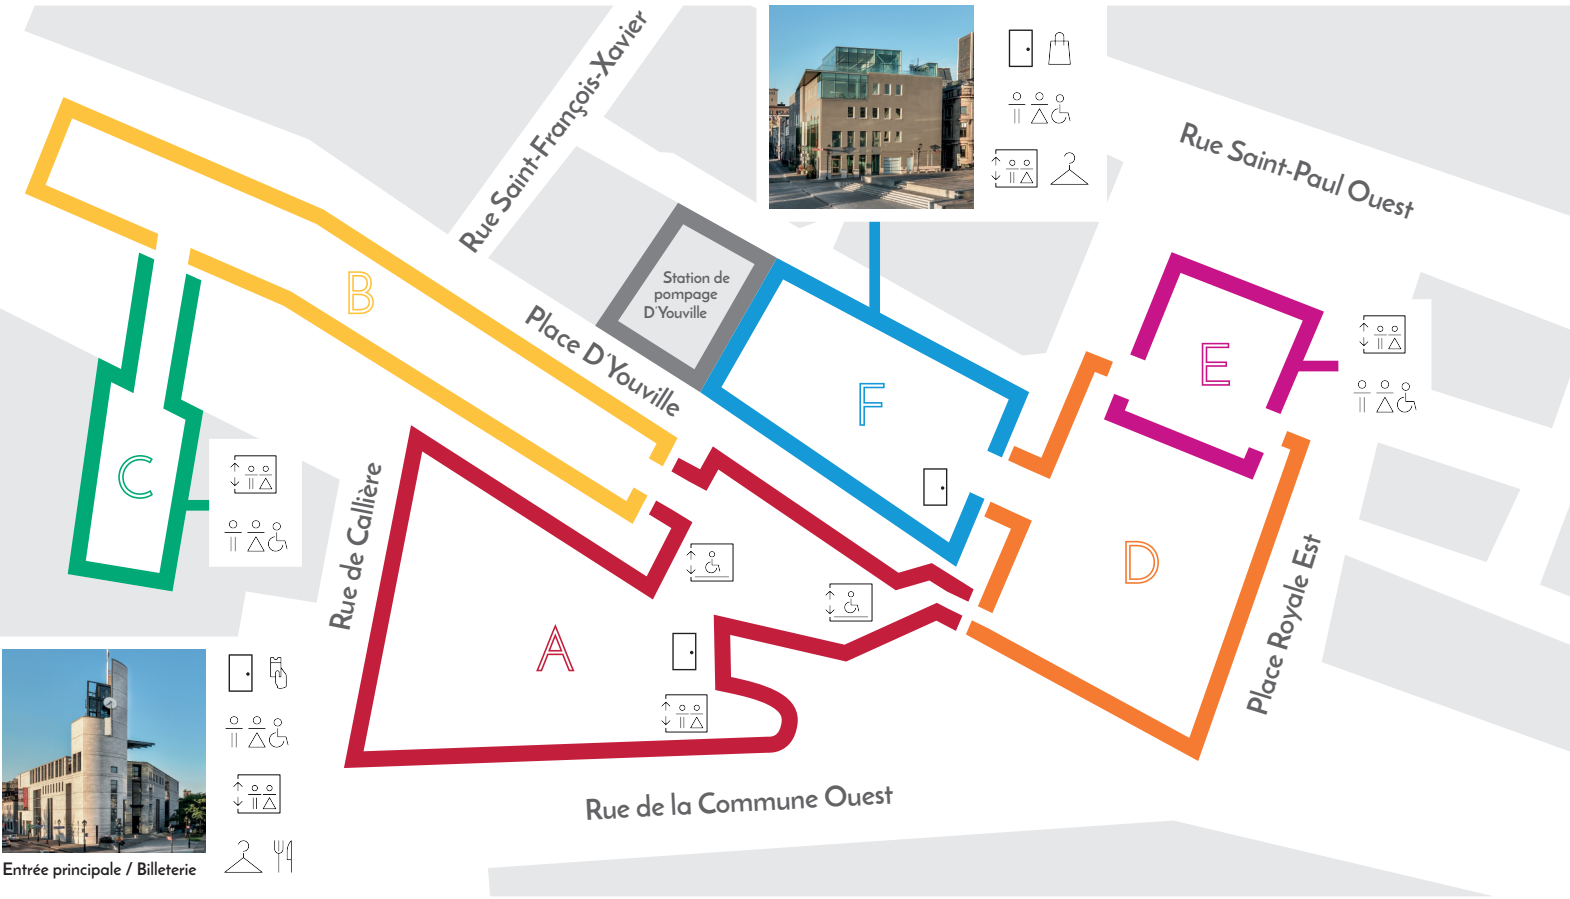 Rue Saint-François-Xavier
Rue Saint-Paul Ouest
B
Station de
pompage
D'Youville
Place D'Youville
E
F
C
Rue de Callière
D
Place Royale Est
A
Rue de la Commune Ouest
Entrée principale / Billeterie